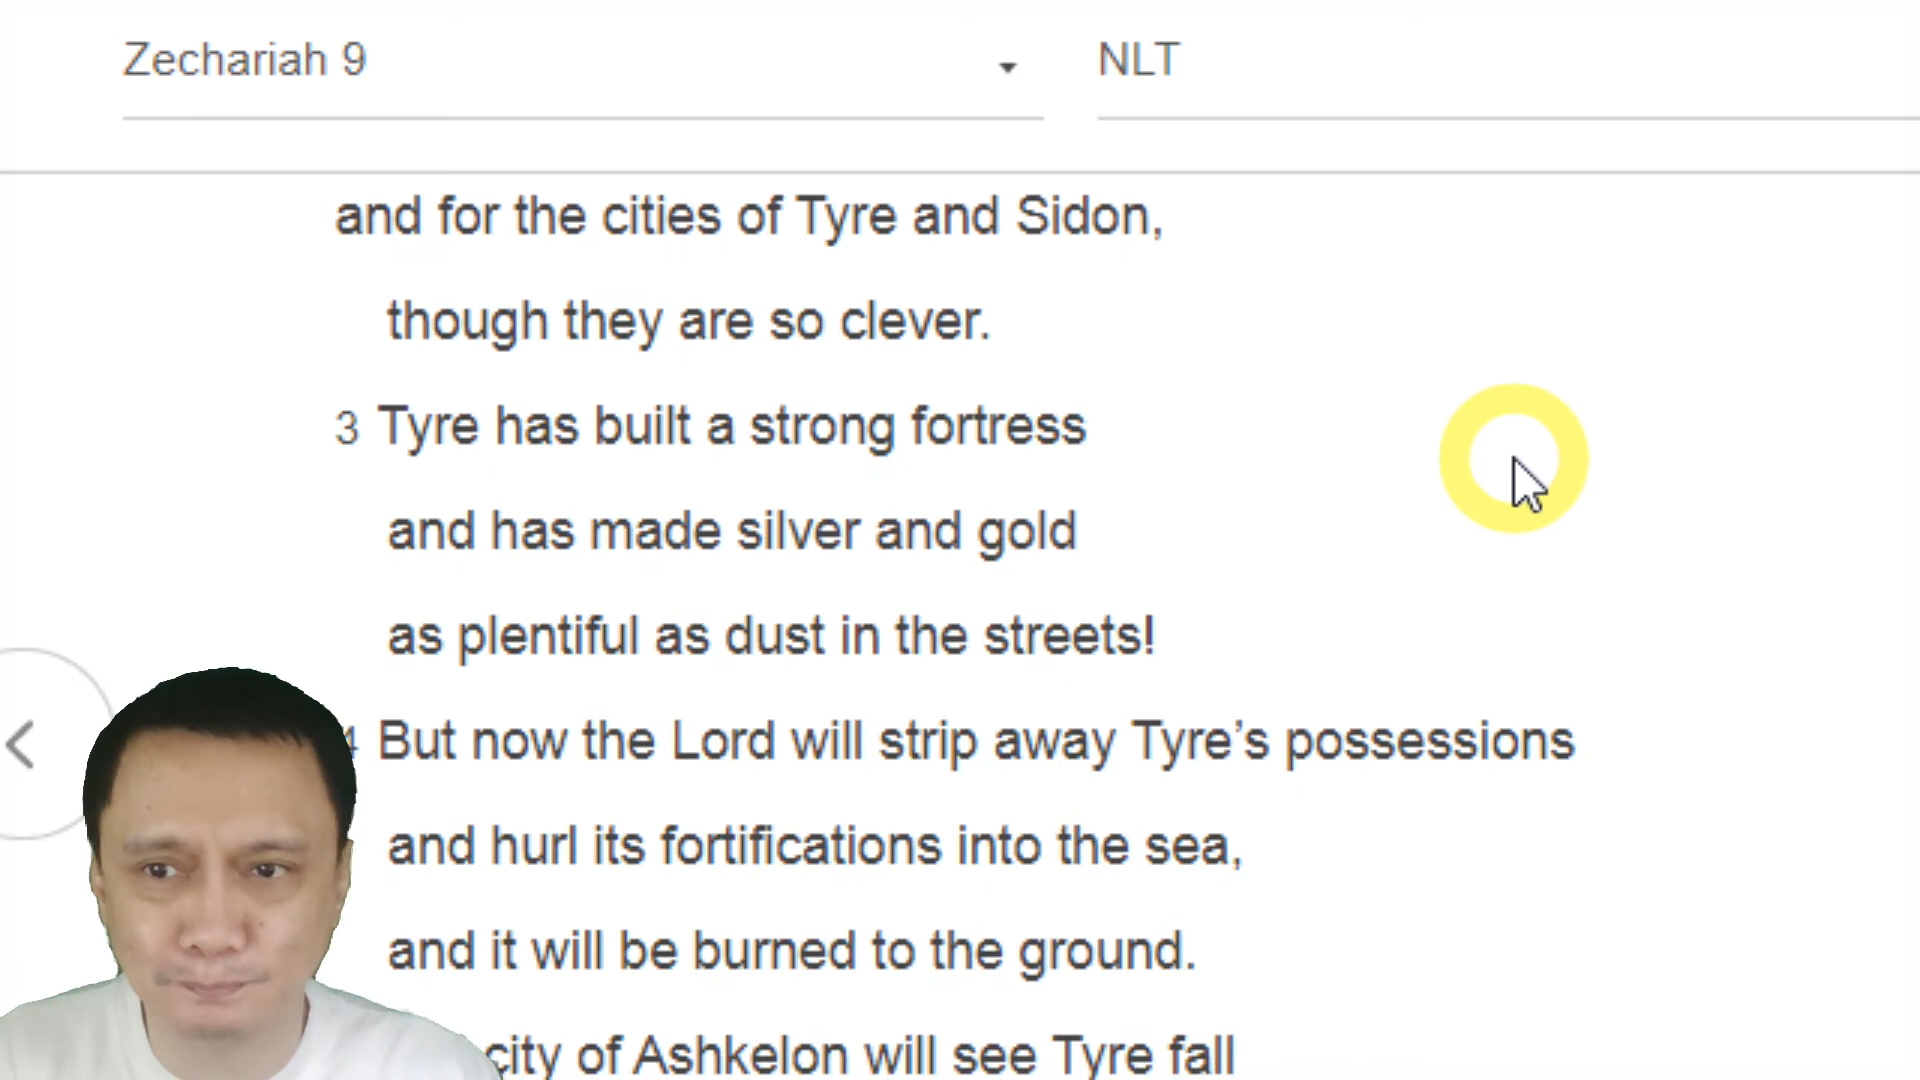 Zechariah 9
NLT
and for the cities of Tyre and Sidon,
though they are so clever.
3 Tyre has built a strong fortress
and has made silver and gold
as plentiful as dust in the streets!
4 But now the Lord will strip away Tyre’s possessions
and hurl its fortifications into the sea,
and it will be burned to the ground.
city of Ashkelon will see Tyre fall